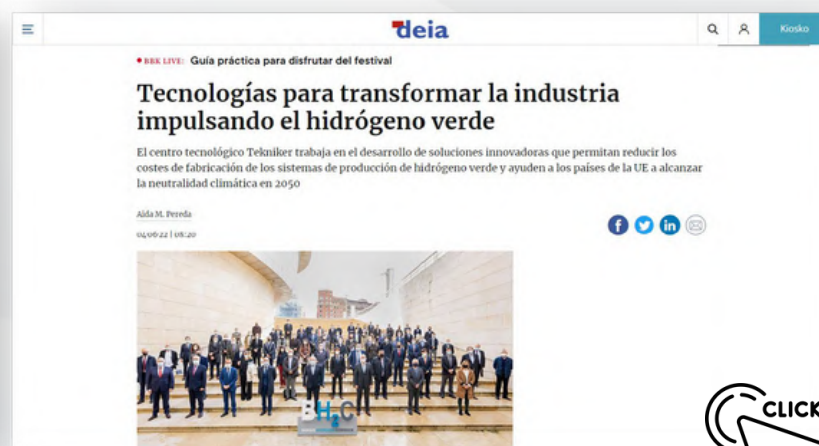 deia
Kiosko
BBK LIVE: Guía práctica para disfrutar del festival
Tecnologías para transformar la industria
impulsando el hidrógeno verde
El centro tecnológico Tekniker trabaja en el desarrollo de soluciones innovadoras que permitan reducir los
costes de fabricación de los sistemas de producción de hidrógeno verde y ayuden a los países de la UE a alcanzar
la neutralidad climática en 2050
Aida M. Pereda
04·06·22 | 08:20
BH2C
CLICK